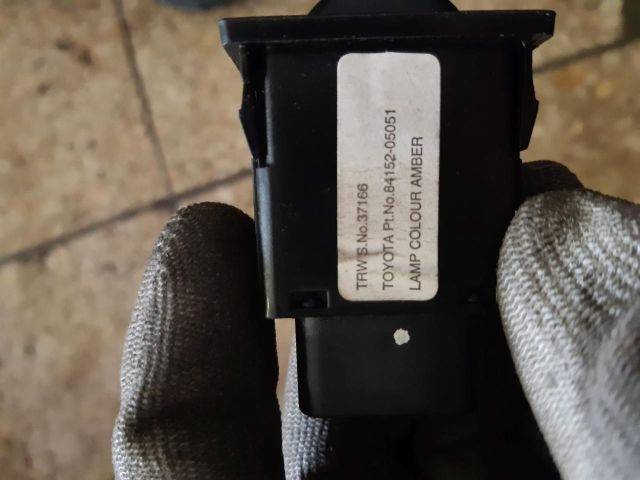 TRW S.No.37166
TOYOTA Pt.No.84152-05051
LAMP COLOUR AMBER